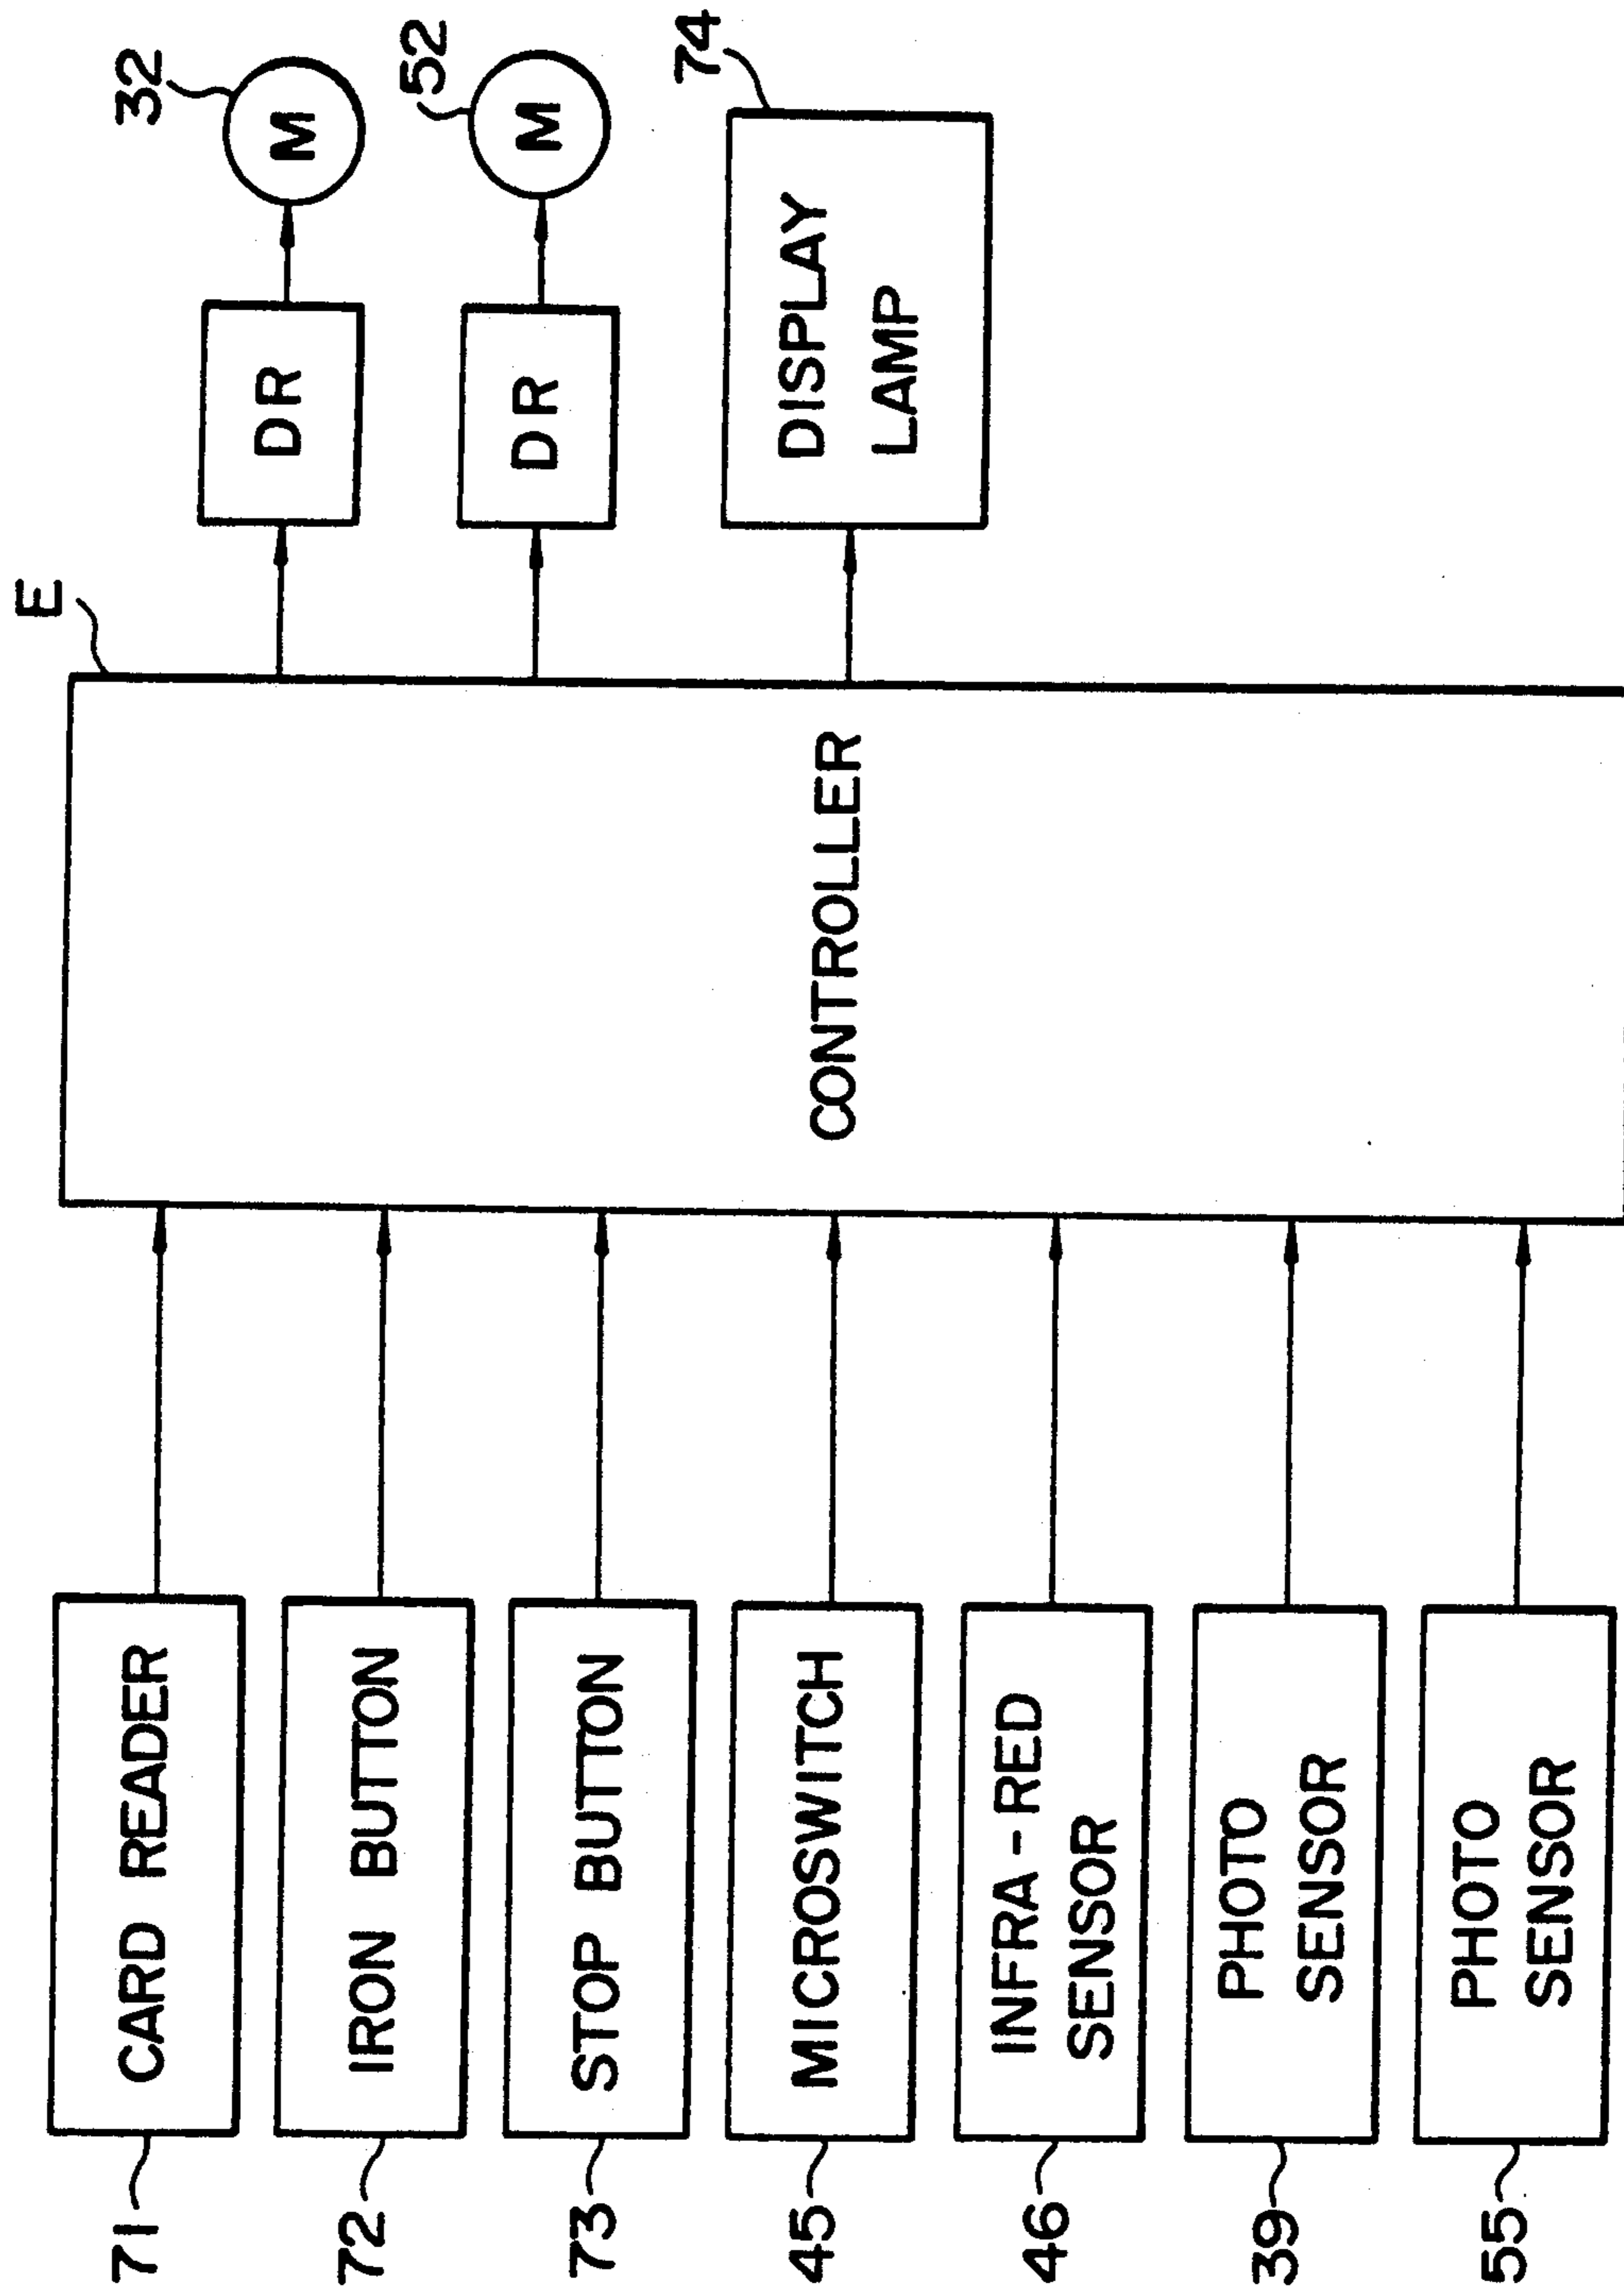 71
CARD READER
72
IRON BUTTON
73
STOP BUTTON
45
MICROSWITCH
46
INFRA-RED
SENSOR
39
PHOTO
SENSOR
55
PHOTO
SENSOR
E
CONTROLLER
DR
M
32
DR
M
52
DISPLAY
LAMP
74